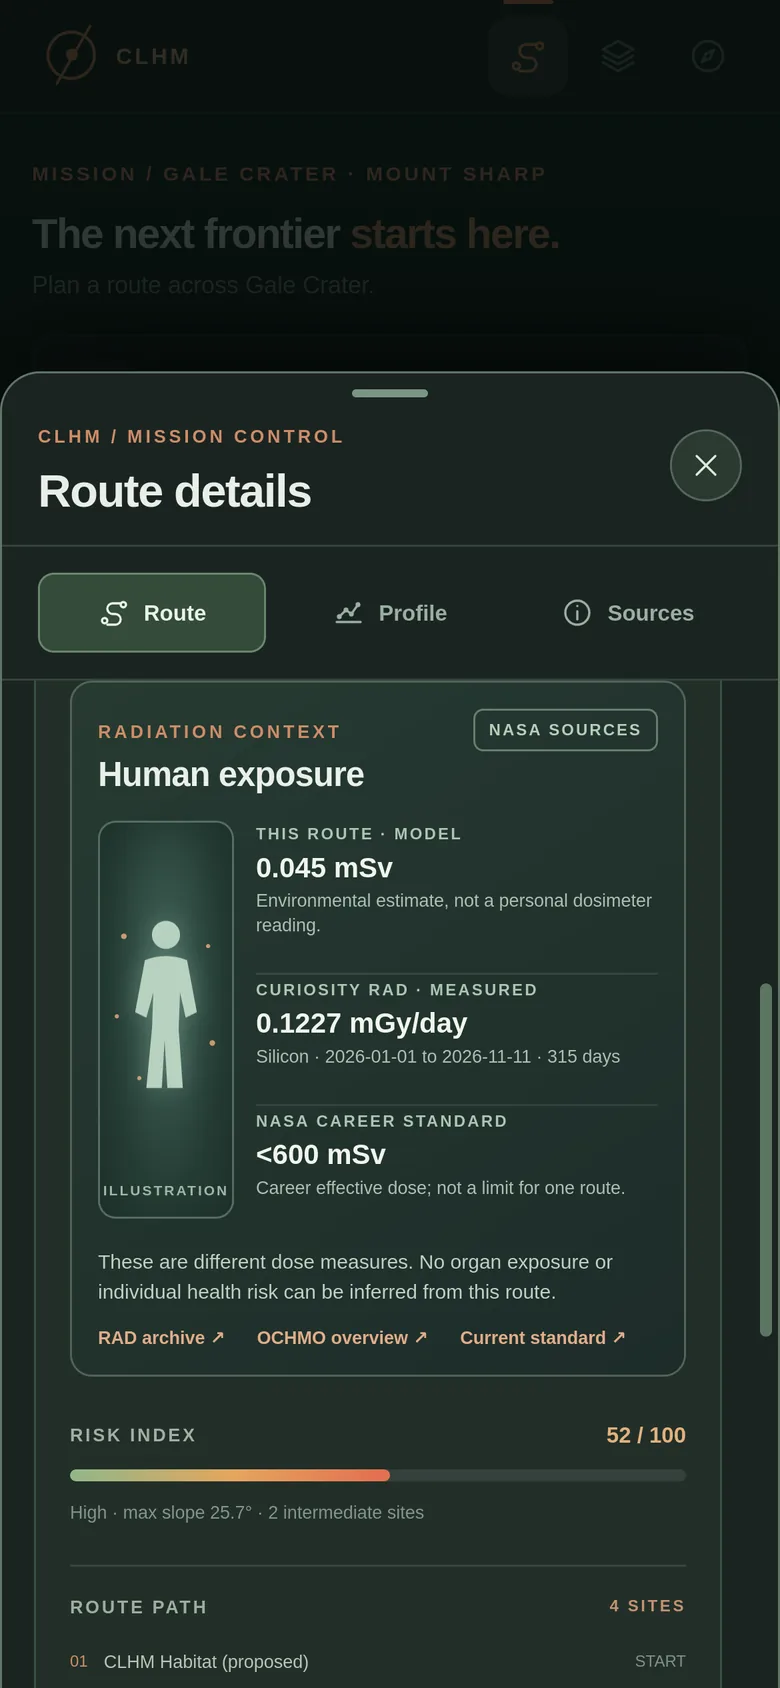 CLHM
MISSION / GALE CRATER · MOUNT SHARP
The next frontier starts here.
Plan a route across Gale Crater.
CLHM / MISSION CONTROL
Route details
Route
Profile
Sources
RADIATION CONTEXT
NASA SOURCES
Human exposure
THIS ROUTE · MODEL
0.045 mSv
Environmental estimate, not a personal dosimeter
reading.
CURIOSITY RAD · MEASURED
0.1227 mGy/day
Silicon · 2026-01-01 to 2026-11-11 · 315 days
NASA CAREER STANDARD
<600 mSv
Career effective dose; not a limit for one route.
ILLUSTRATION
These are different dose measures. No organ exposure or
individual health risk can be inferred from this route.
RAD archive ↗ OCHMO overview ↗ Current standard ↗
RISK INDEX
52 / 100
High · max slope 25.7° · 2 intermediate sites
ROUTE PATH
4 SITES
01 CLHM Habitat (proposed)
START